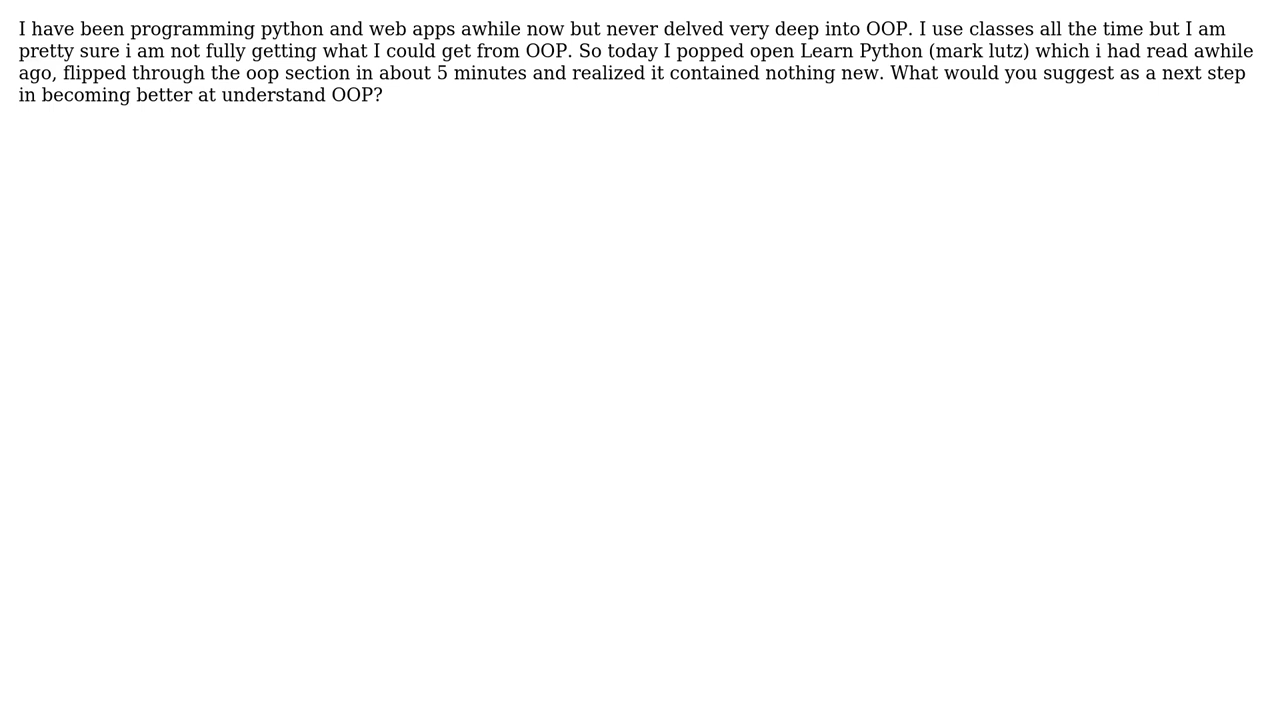 I have been programming python and web apps awhile now but never delved very deep into OOP. I use classes all the time but I am
pretty sure i am not fully getting what I could get from OOP. So today I popped open Learn Python (mark lutz) which i had read awhile
ago, flipped through the oop section in about 5 minutes and realized it contained nothing new. What would you suggest as a next step
in becoming better at understand OOP?